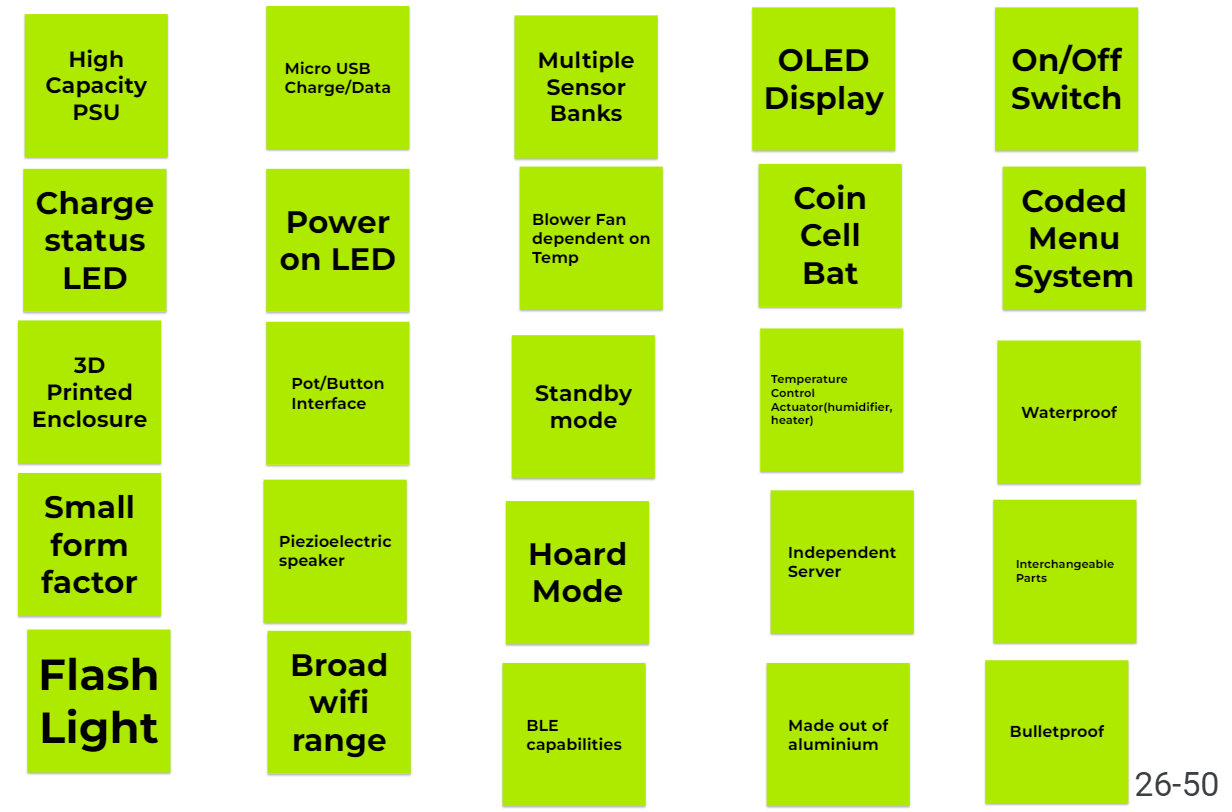 High
Capacity
PSU
Micro USB
Charge/Data
Multiple
Sensor
Banks
OLED
Display
On/Off
Switch
Charge
status
LED
Power
on LED
Blower Fan
dependent on
Temp
Coin
Cell
Bat
Coded
Menu
System
3D
Printed
Enclosure
Pot/Button
Interface
Standby
mode
Temperature
Control
Actuator(humidifier,
heater)
Waterproof
Small
form
factor
Piezioelectric
speaker
Hoard
Mode
Independent
Server
Interchangeable
Parts
Flash
Light
Broad
wifi
range
BLE
capabilities
Made out of
aluminium
Bulletproof
26-50